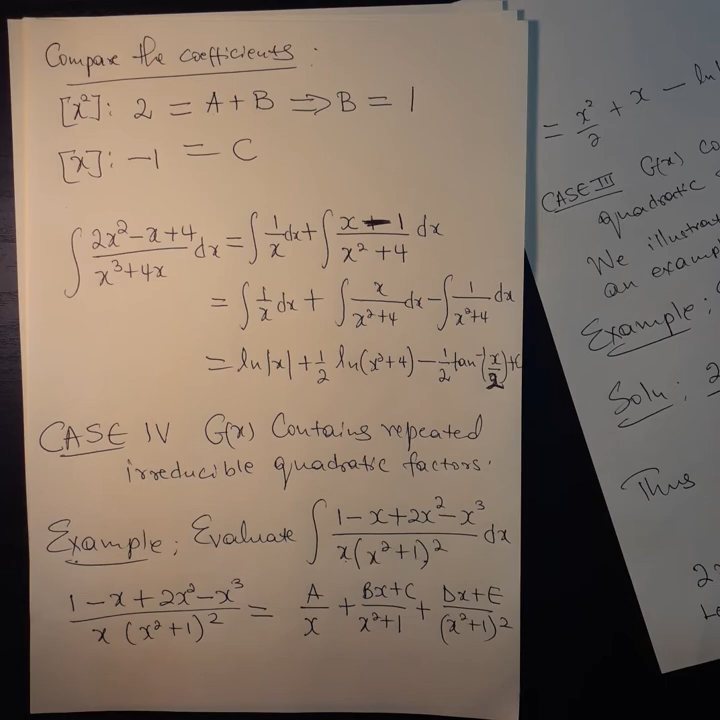 Compare the coefficients :
[x²]: 2 = A + B ⟹ B = 1
[x]: -1 = C
∫ (2x² - x + 4)/(x³ + 4x) dx = ∫ 1/x dx + ∫ (x - 1)/(x² + 4) dx
= ∫ 1/x dx + ∫ x/(x²+4) dx - ∫ 1/(x²+4) dx
= ln|x| + 1/2 ln(x²+4) - 1/2 tan⁻¹(x/2) + C
CASE IV G(x) Contains repeated
irreducible quadratic factors.
Example ; Evaluate ∫ (1 - x + 2x² - x³)/(x(x²+1)²) dx
(1 - x + 2x² - x³)/(x (x²+1)²) = A/x + (Bx+C)/(x²+1) + (Dx+E)/(x²+1)²
= x²/2 + x - ln
CASE III G(x)
quadratic
We
an examp
Example ;
Soln ; 2
Thus